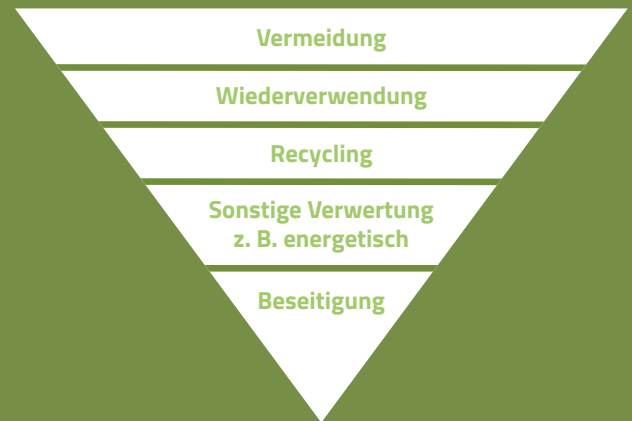 Vermeidung
Wiederverwendung
Recycling
Sonstige Verwertung
z. B. energetisch
Beseitigung